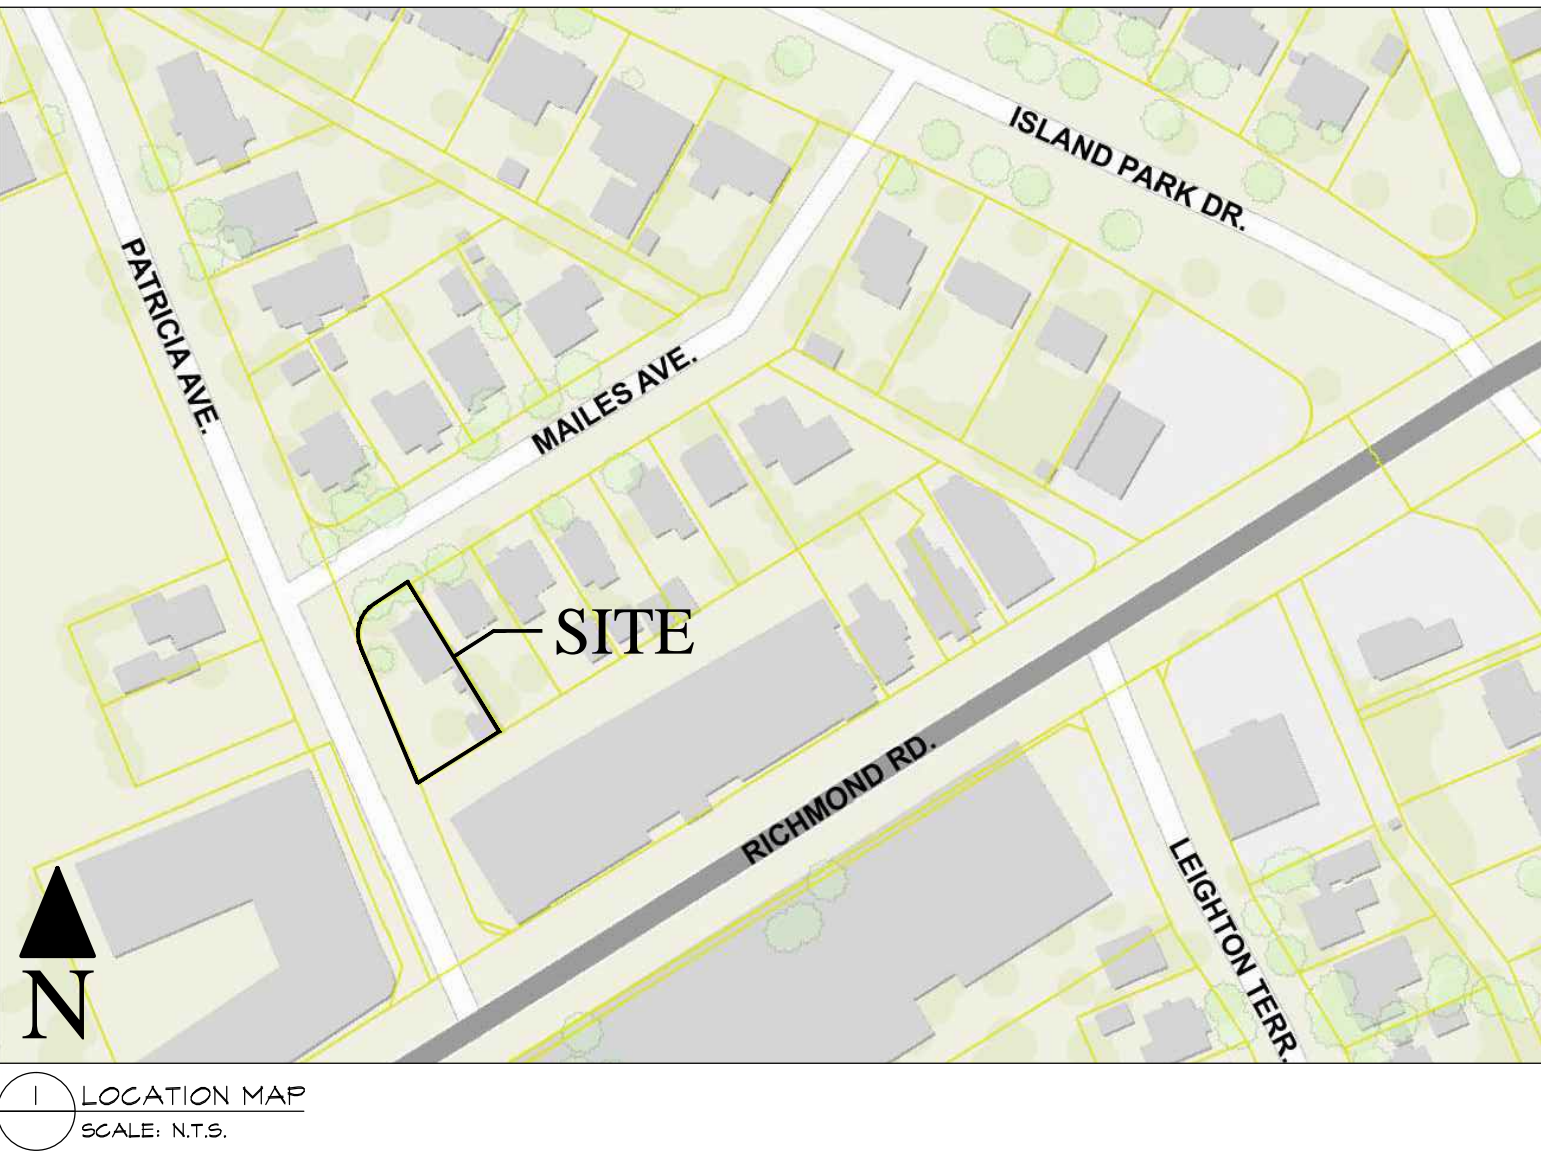 ISLAND PARK DR.
PATRICIA AVE.
MAILES AVE.
SITE
RICHMOND RD.
LEIGHTON TERR.
N
1
LOCATION MAP
SCALE: N.T.S.